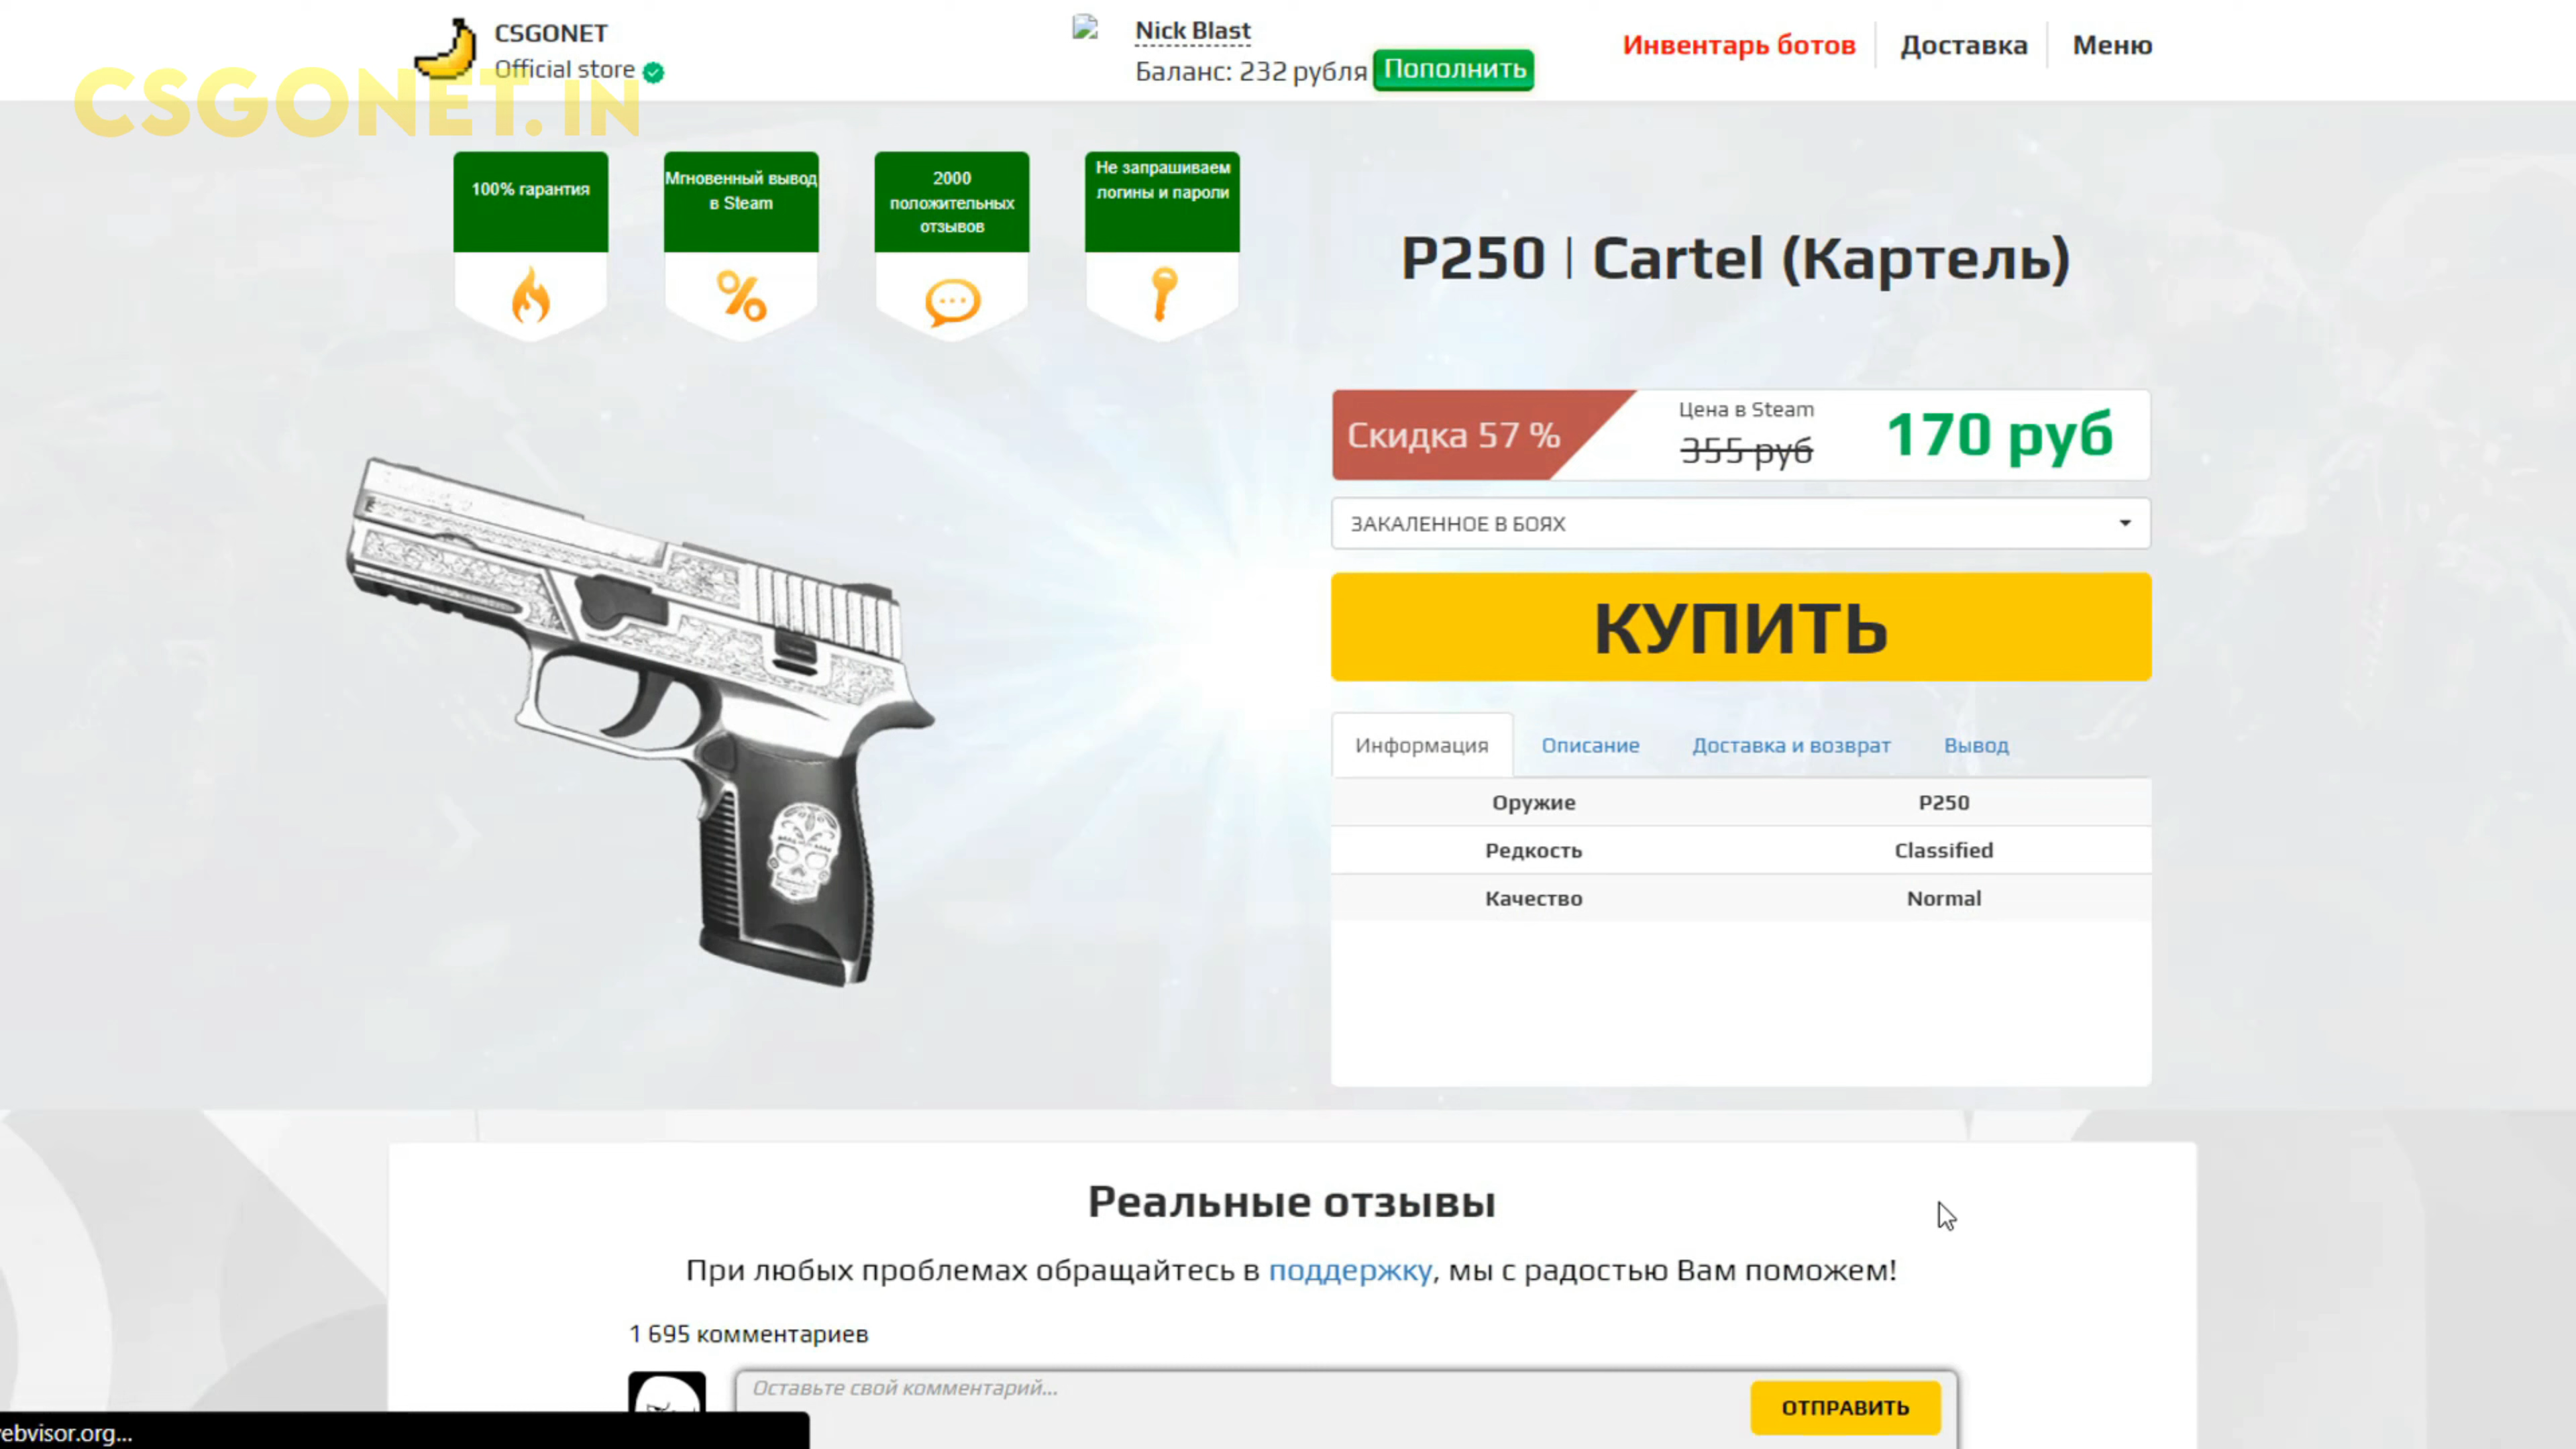 CSGONET
Official store
CSGONET.IN
Nick Blast
Баланс: 232 рубля
Пополнить
Инвентарь ботов
Доставка
Меню
100% гарантия
Мгновенный вывод
в Steam
2000
положительных
отзывов
Не запрашиваем
логины и пароли
P250 | Cartel (Картель)
Скидка 57 %
Цена в Steam
355 руб
170 руб
ЗАКАЛЕННОЕ В БОЯХ
КУПИТЬ
Информация
Описание
Доставка и возврат
Вывод
Оружие P250
Редкость Classified
Качество Normal
Реальные отзывы
При любых проблемах обращайтесь в поддержку, мы с радостью Вам поможем!
1 695 комментариев
Оставьте свой комментарий...
ОТПРАВИТЬ
ebvisor.org...